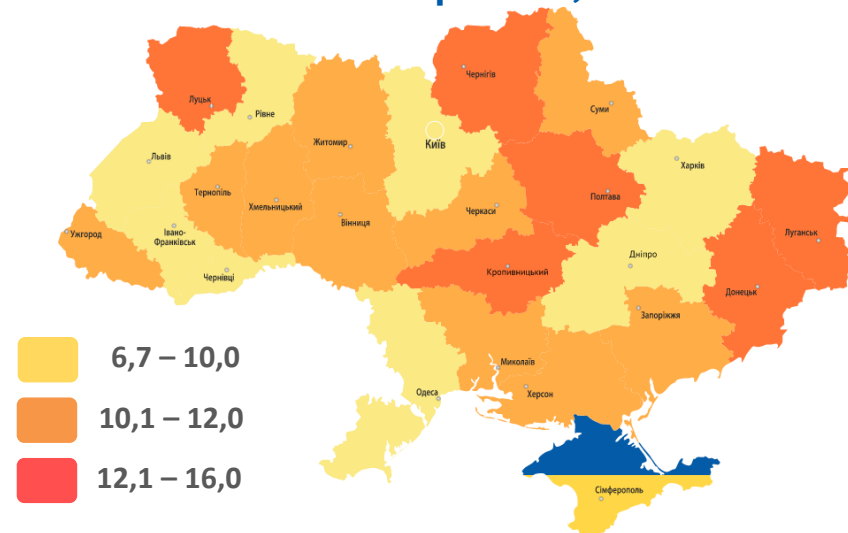 Чернігів
Луцьк
Суми
Рівне
Житомир
Київ
Львів
Харків
Тернопіль
Хмельницький
Полтава
Черкаси
Вінниця
Ужгород
Івано-
Франківськ
Луганськ
Дніпро
Чернівці
Кропивницький
Донецьк
Запоріжжя
6,7 – 10,0
Миколаїв
Одеса
Херсон
10,1 – 12,0
12,1 – 16,0
Сімферополь